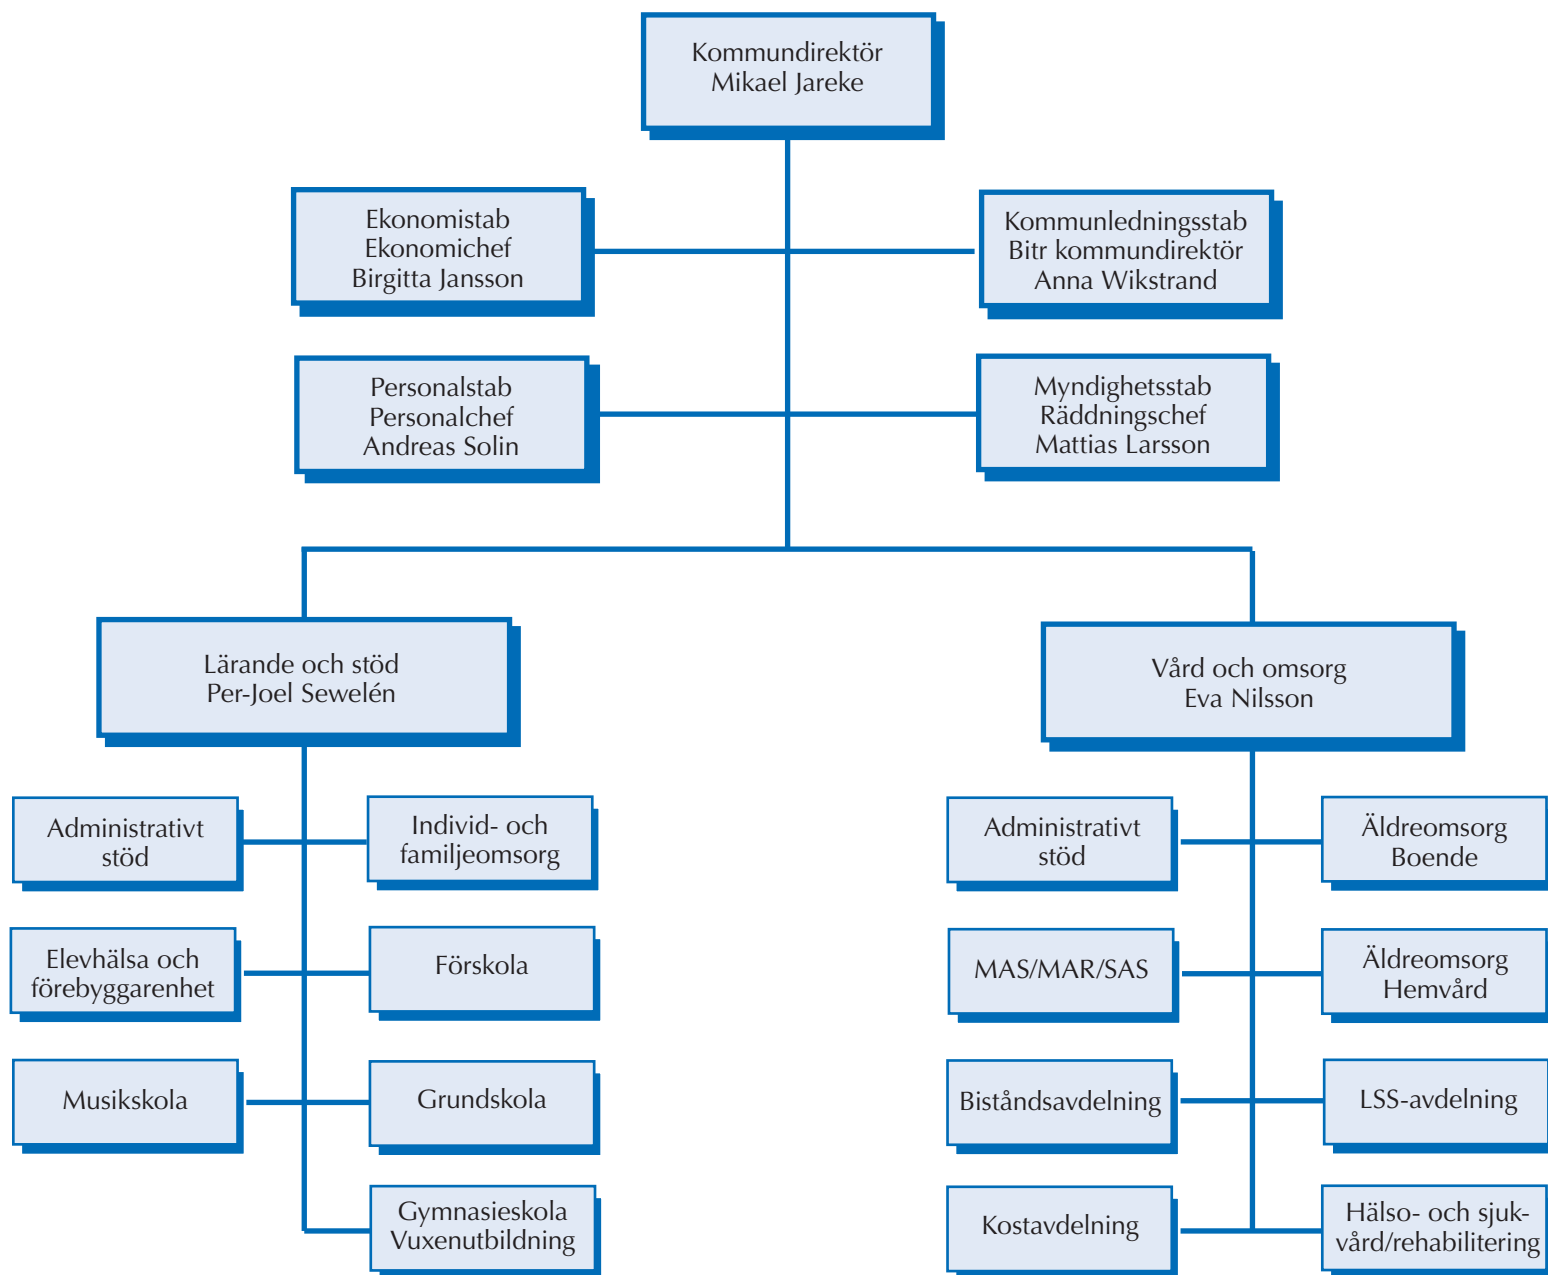 Kommundirektör
Mikael Jareke
Ekonomistab
Ekonomichef
Birgitta Jansson
Kommunledningsstab
Bitr kommundirektör
Anna Wikstrand
Personalstab
Personalchef
Andreas Solin
Myndighetsstab
Räddningschef
Mattias Larsson
Lärande och stöd
Per-Joel Sewelén
Vård och omsorg
Eva Nilsson
Administrativt
stöd
Individ- och
familjeomsorg
Elevhälsa och
förebyggarenhet
Förskola
Musikskola
Grundskola
Gymnasieskola
Vuxenutbildning
Administrativt
stöd
Äldreomsorg
Boende
MAS/MAR/SAS
Äldreomsorg
Hemvård
Biståndsavdelning
LSS-avdelning
Kostavdelning
Hälso- och sjuk-
vård/rehabilitering